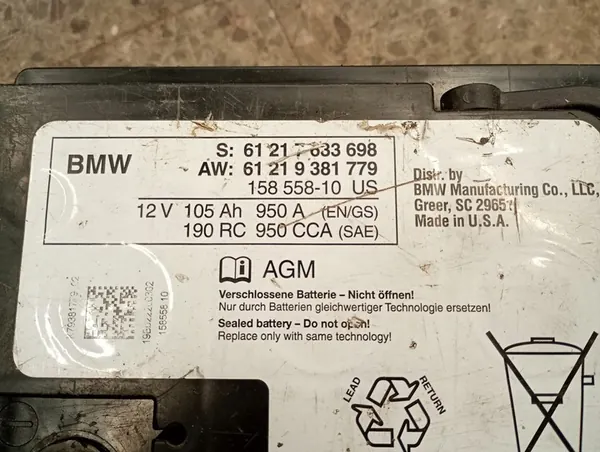 BMW
S: 61 21 7 633 698
AW: 61 21 9 381 779
158 558-10 US
12 V 105 Ah 950 A (EN/GS)
190 RC 950 CCA (SAE)
Distr. by
BMW Manufacturing Co., LLC,
Greer, SC 29651
Made in U.S.A.
AGM
Verschlossene Batterie – Nicht öffnen!
Nur durch Batterien gleichwertiger Technologie ersetzen!
Sealed battery – Do not open!
Replace only with same technology!
158558 10
LEAD
RETURN